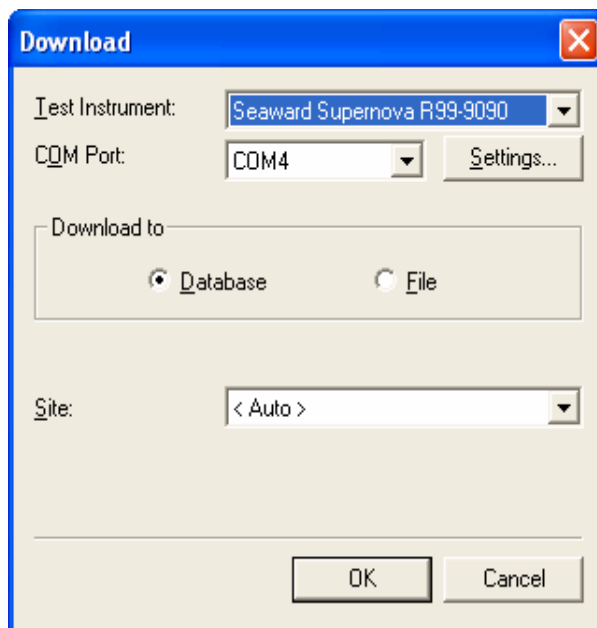 Download
Test Instrument: Seaward Supernova R99-9090
COM Port: COM4 Settings...
Download to
Database File
Site: < Auto >
OK Cancel